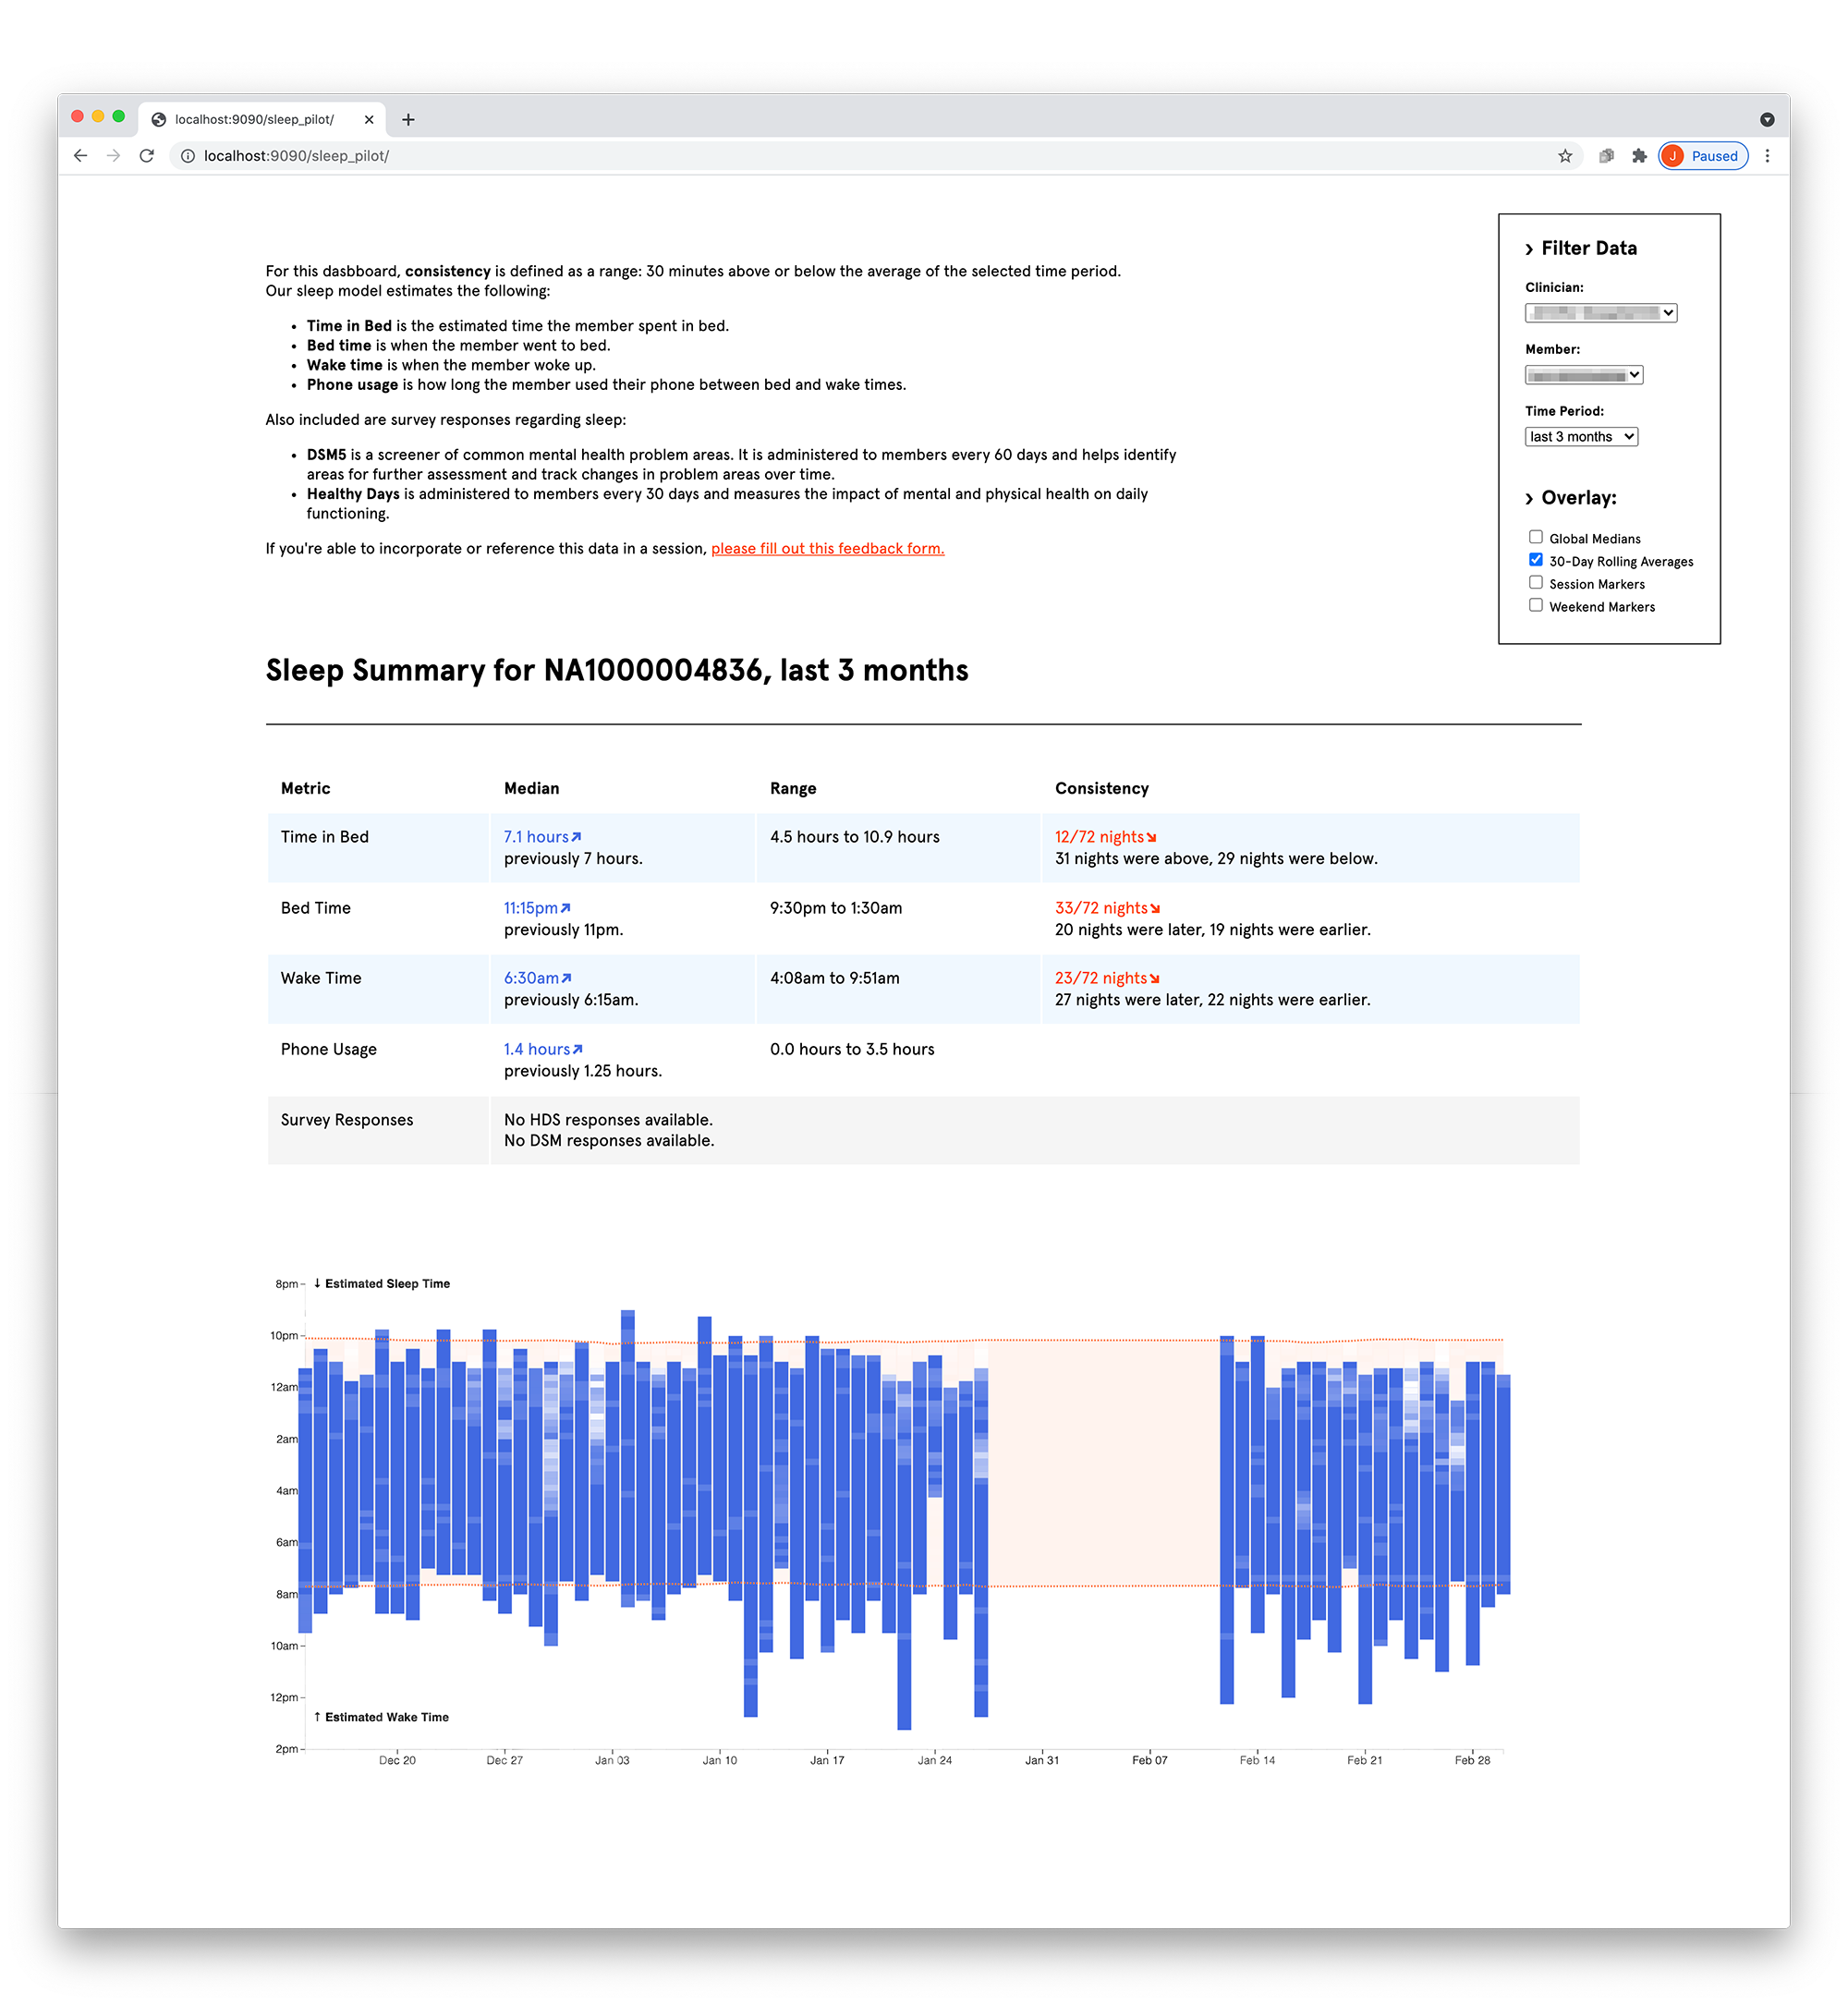 localhost:9090/sleep_pilot/
localhost:9090/sleep_pilot/
J Paused
For this dasbboard, consistency is defined as a range: 30 minutes above or below the average of the selected time period.
Our sleep model estimates the following:
• Time in Bed is the estimated time the member spent in bed.
• Bed time is when the member went to bed.
• Wake time is when the member woke up.
• Phone usage is how long the member used their phone between bed and wake times.
Also included are survey responses regarding sleep:
• DSM5 is a screener of common mental health problem areas. It is administered to members every 60 days and helps identify
areas for further assessment and track changes in problem areas over time.
• Healthy Days is administered to members every 30 days and measures the impact of mental and physical health on daily
functioning.
If you're able to incorporate or reference this data in a session, please fill out this feedback form.
› Filter Data
Clinician:
Member:
Time Period:
last 3 months
› Overlay:
Global Medians
30-Day Rolling Averages
Session Markers
Weekend Markers
Sleep Summary for NA1000004836, last 3 months
Metric Median Range Consistency
Time in Bed 7.1 hours↗ 4.5 hours to 10.9 hours 12/72 nights↘
previously 7 hours. 31 nights were above, 29 nights were below.
Bed Time 11:15pm↗ 9:30pm to 1:30am 33/72 nights↘
previously 11pm. 20 nights were later, 19 nights were earlier.
Wake Time 6:30am↗ 4:08am to 9:51am 23/72 nights↘
previously 6:15am. 27 nights were later, 22 nights were earlier.
Phone Usage 1.4 hours↗ 0.0 hours to 3.5 hours
previously 1.25 hours.
Survey Responses No HDS responses available.
No DSM responses available.
8pm ↓ Estimated Sleep Time
10pm
12am
2am
4am
6am
8am
10am
12pm
↑ Estimated Wake Time
2pm
Dec 20 Dec 27 Jan 03 Jan 10 Jan 17 Jan 24 Jan 31 Feb 07 Feb 14 Feb 21 Feb 28